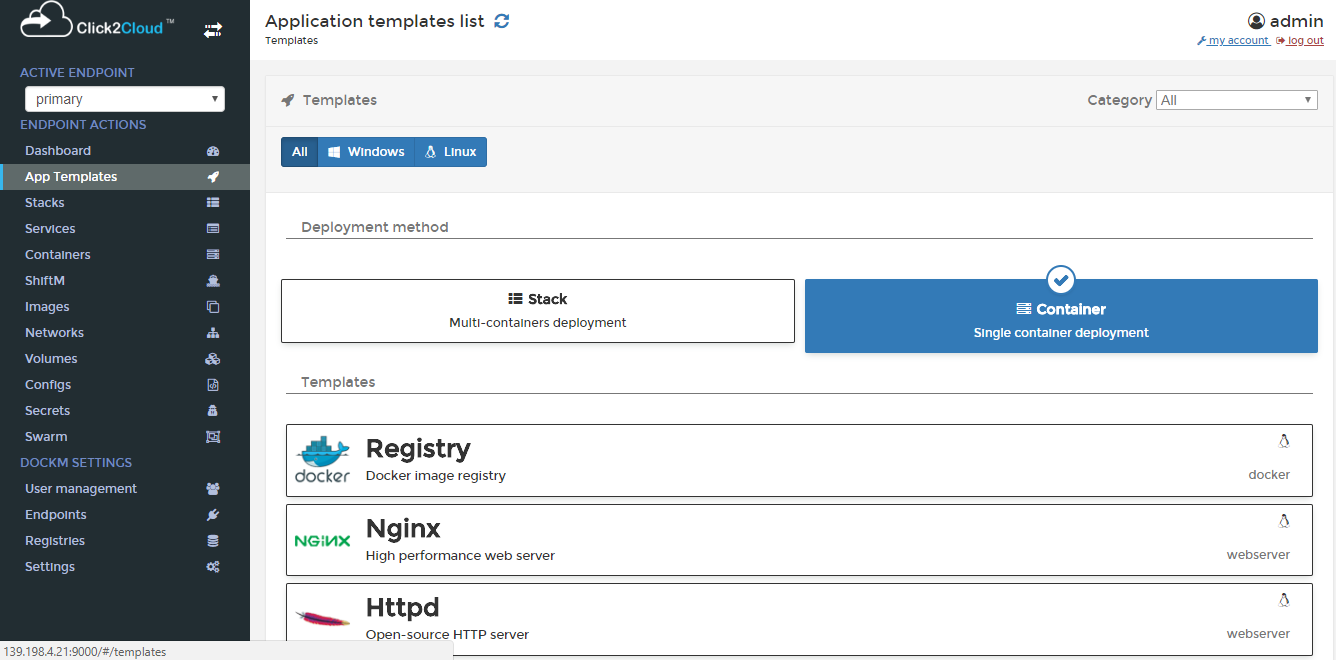 Click2Cloud™
ACTIVE ENDPOINT
primary
ENDPOINT ACTIONS
Dashboard
App Templates
Stacks
Services
Containers
ShiftM
Images
Networks
Volumes
Configs
Secrets
Swarm
DOCKM SETTINGS
User management
Endpoints
Registries
Settings
139.198.4.21:9000/#/templates
Application templates list
Templates
admin
my account log out
Templates
Category All
All Windows Linux
Deployment method
Stack
Multi-containers deployment
Container
Single container deployment
Templates
docker
Registry
Docker image registry
docker
NGINX
Nginx
High performance web server
webserver
Httpd
Open-source HTTP server
webserver